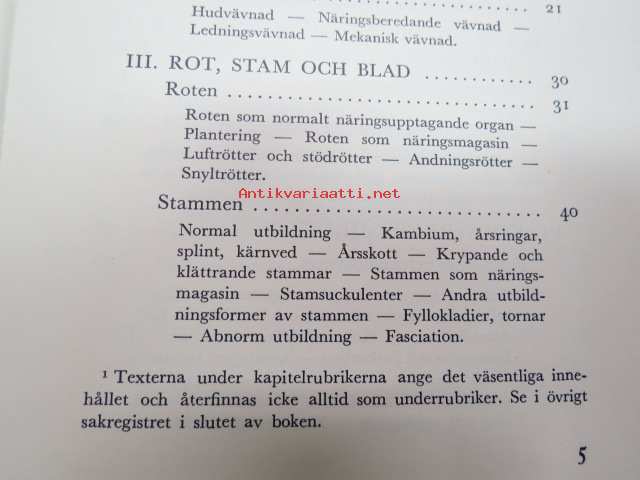 21
Hudvävnad — Näringsberedande vävnad —
Ledningsvävnad — Mekanisk vävnad.
III. ROT, STAM OCH BLAD ............ 30
Roten ............................ 31
Roten som normalt näringsupptagande organ —
Plantering — Roten som näringsmagasin —
Luftrötter och stödrötter — Andningsrötter —
Snyltrötter.
Antikvariaatti.net
Stammen ............................ 40
Normal utbildning — Kambium, årsringar,
splint, kärnved — Årsskott — Krypande och
klättrande stammar — Stammen som närings-
magasin — Stamsuckulenter — Andra utbild-
ningsformer av stammen — Fyllokladier, tornar
— Abnorm utbildning — Fasciation.
¹ Texterna under kapitelrubrikerna ange det väsentliga inne-
hållet och återfinnas icke alltid som underrubriker. Se i övrigt
sakregistret i slutet av boken.
5